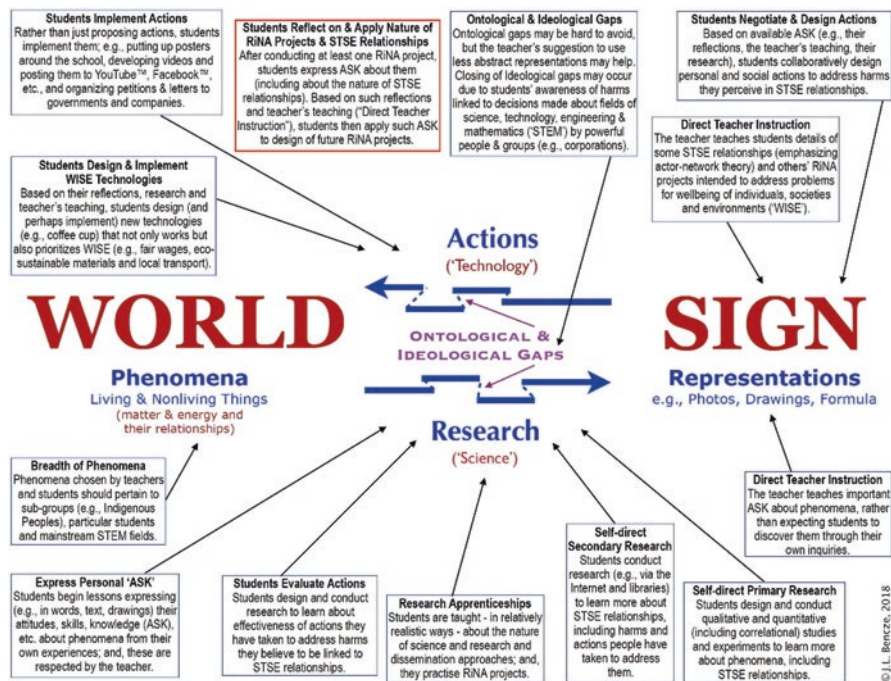 Students Implement Actions
Rather than just proposing actions, students
implement them; e.g., putting up posters
around the school, developing videos and
posting them to YouTube™, Facebook™,
etc., and organizing petitions & letters to
governments and companies.
Students Reflect on & Apply Nature of
RiNA Projects & STSE Relationships
After conducting at least one RiNA project,
students express ASK about them
(including about the nature of STSE
relationships). Based on such reflections
and teacher's teaching ("Direct Teacher
Instruction"), students then apply such ASK
to design of future RiNA projects.
Ontological & Ideological Gaps
Ontological gaps may be hard to avoid,
but the teacher's suggestion to use
less abstract representations may help.
Closing of Ideological gaps may occur
due to students' awareness of harms
linked to decisions made about fields of
science, technology, engineering &
mathematics ('STEM') by powerful
people & groups (e.g., corporations).
Students Negotiate & Design Actions
Based on available ASK (e.g., their
reflections, the teacher's teaching, their
research), students collaboratively design
personal and social actions to address harms
they perceive in STSE relationships.
Direct Teacher Instruction
The teacher teaches students details of
some STSE relationships (emphasizing
actor-network theory) and others' RiNA
projects intended to address problems
for wellbeing of individuals, societies
and environments ('WISE').
Students Design & Implement
WISE Technologies
Based on their reflections, research and
teacher's teaching, students design (and
perhaps implement) new technologies
(e.g., coffee cup) that not only works but
also prioritizes WISE (e.g., fair wages, eco-
sustainable materials and local transport).
Actions
('Technology')
WORLD
ONTOLOGICAL &
IDEOLOGICAL GAPS
SIGN
Phenomena
Living & Nonliving Things
(matter & energy and
their relationships)
Representations
e.g., Photos, Drawings, Formula
Research
('Science')
Breadth of Phenomena
Phenomena chosen by teachers
and students should pertain to
sub-groups (e.g., Indigenous
Peoples), particular students
and mainstream STEM fields.
Direct Teacher Instruction
The teacher teaches important
ASK about phenomena, rather
than expecting students to
discover them through their
own inquiries.
Express Personal 'ASK'
Students begin lessons expressing
(e.g., in words, text, drawings) their
attitudes, skills, knowledge (ASK),
etc. about phenomena from their
own experiences; and, these are
respected by the teacher.
Students Evaluate Actions
Students design and conduct
research to learn about
effectiveness of actions they
have taken to address harms
they believe to be linked to
STSE relationships.
Research Apprenticeships
Students are taught - in relatively
realistic ways - about the nature
of science and research and
dissemination approaches; and,
they practise RiNA projects.
Self-direct
Secondary Research
Students conduct
research (e.g., via the
Internet and libraries)
to learn more about
STSE relationships,
including harms and
actions people have
taken to address
them.
Self-direct Primary Research
Students design and conduct
qualitative and quantitative
(including correlational) studies
and experiments to learn more
about phenomena, including
STSE relationships.
©J.L. Bencze, 2018